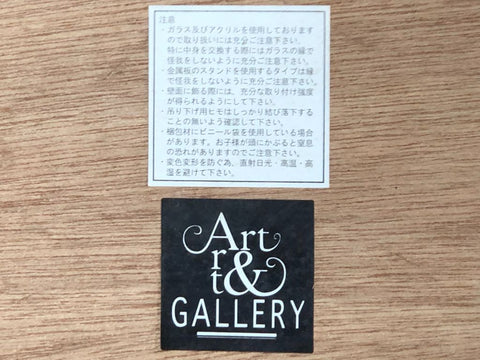 注意
・ガラス及びアクリルを使用しております
ので取り扱いには充分ご注意下さい。
特に中身を交換する際にはガラスの縁で
怪我をしないように充分ご注意下さい。
・金属板のスタンドを使用するタイプは縁
で怪我をしないように充分ご注意下さい。
・壁面に飾る際には、充分な取り付け強度
が得られるようにして下さい。
・吊り下げ用ヒモはしっかり結び落下する
ことの無いよう確認して下さい。
・梱包材にビニール袋を使用している場合
があります。お子様が頭にかぶると窒息
の恐れがありますのでご注意下さい。
・変色変形を防ぐ為、直射日光・高温・高
湿を避けて下さい。
Art
rt&
GALLERY